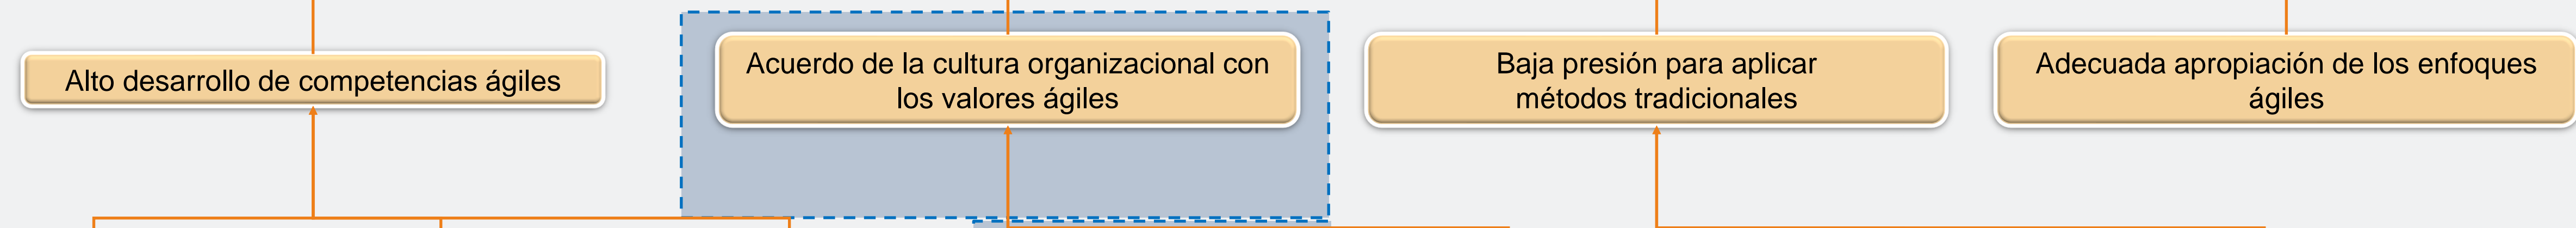 Alto desarrollo de competencias ágiles
Acuerdo de la cultura organizacional con
los valores ágiles
Baja presión para aplicar
métodos tradicionales
Adecuada apropiación de los enfoques
ágiles